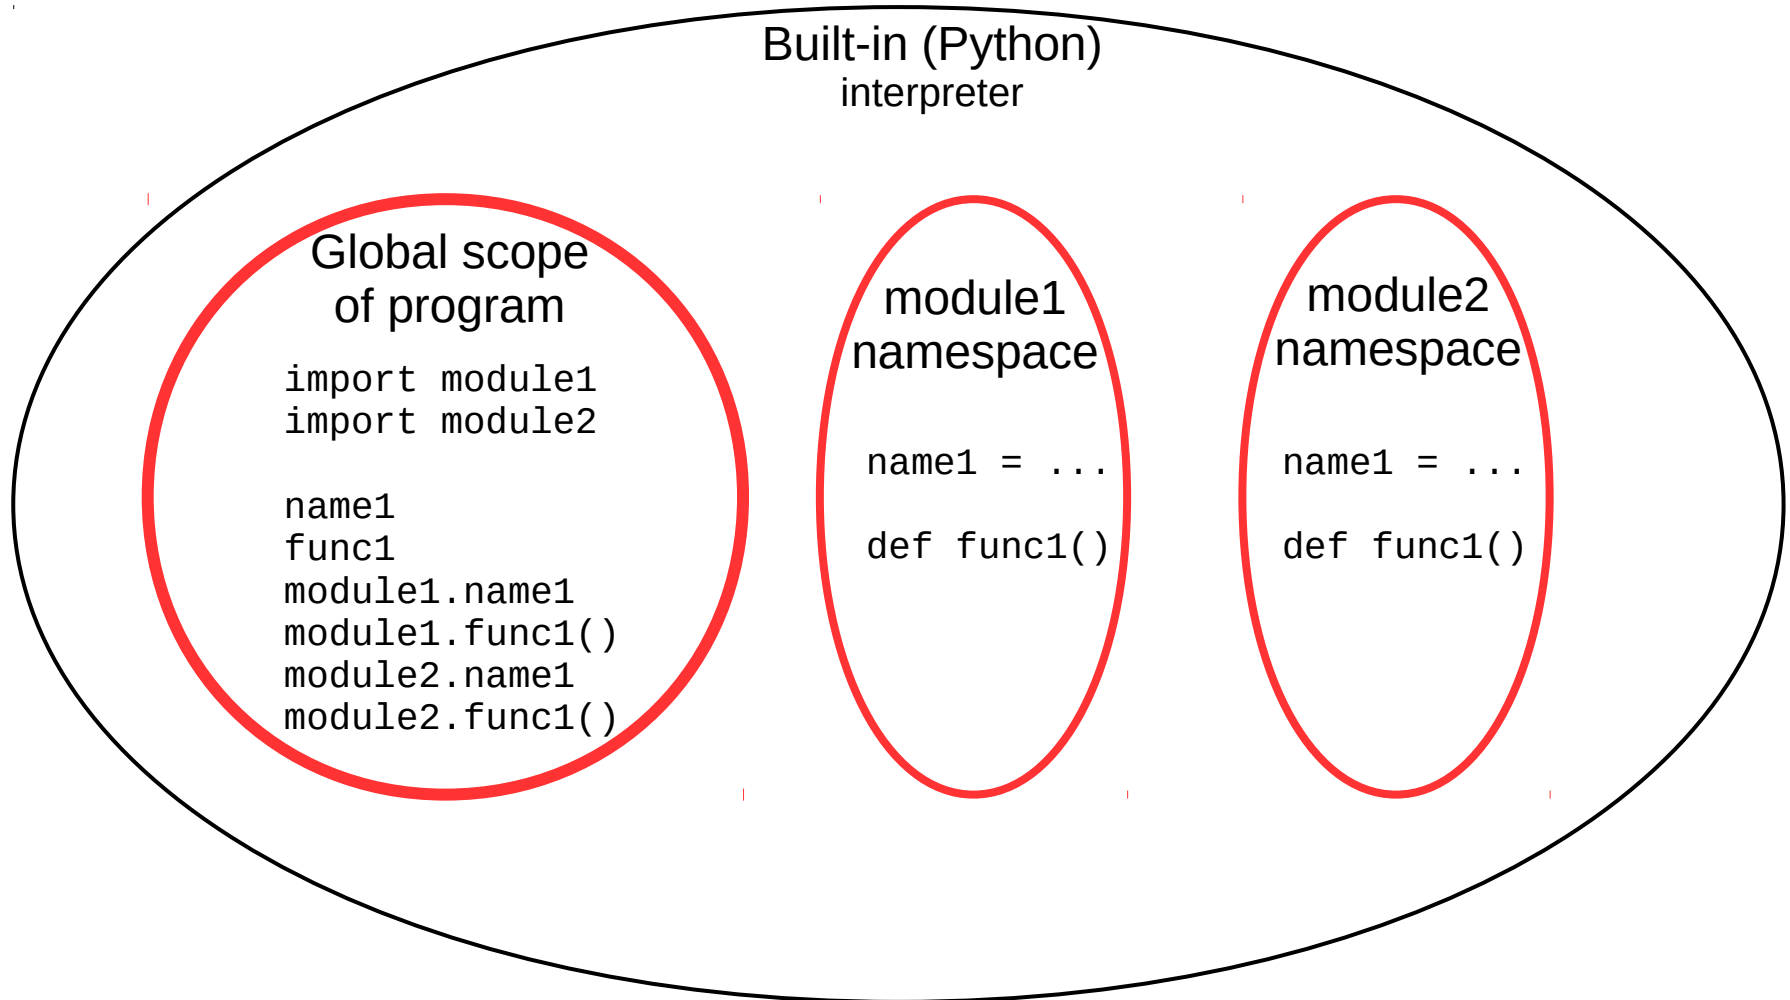 Built-in (Python)
interpreter
Global scope
of program
import module1
import module2
name1
func1
module1.name1
module1.func1()
module2.name1
module2.func1()
module1
namespace
name1 = ...
def func1()
module2
namespace
name1 = ...
def func1()